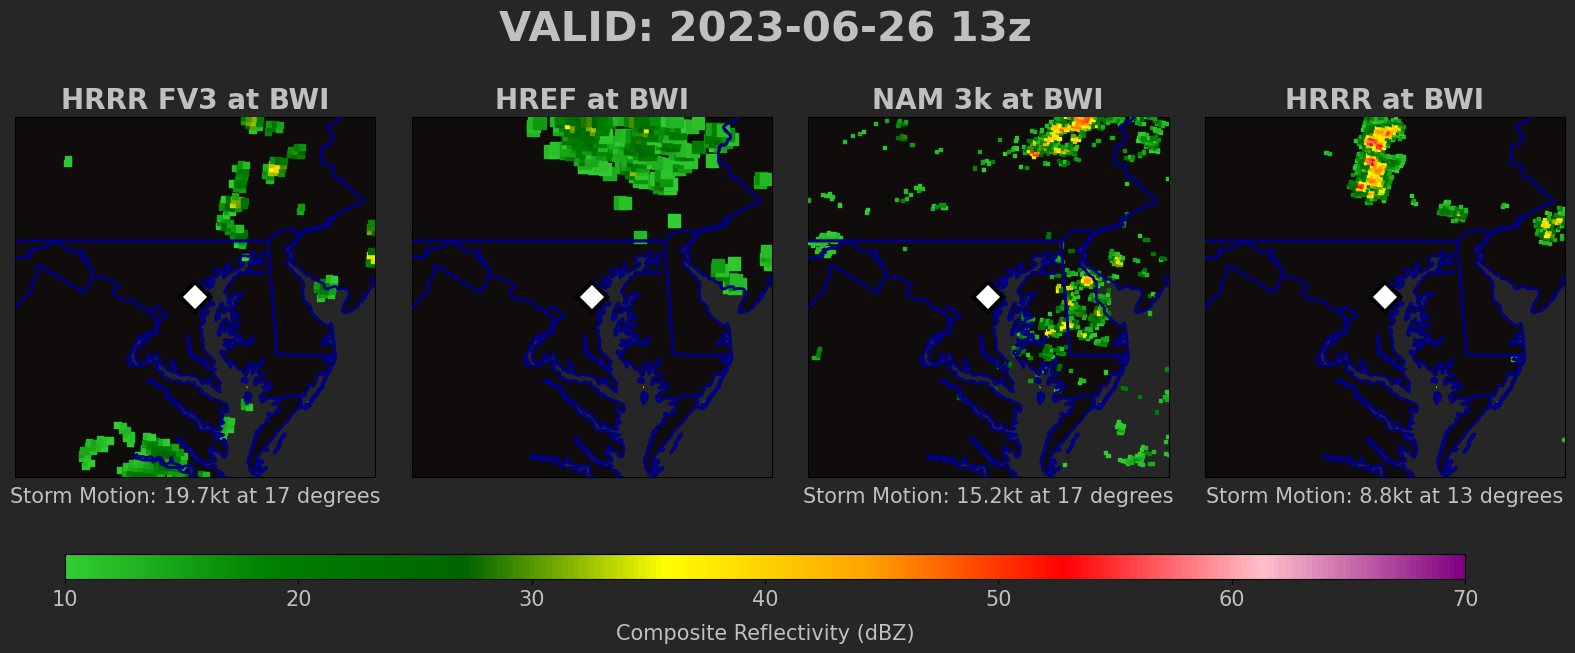 VALID: 2023-06-26 13z
HRRR FV3 at BWI
HREF at BWI
NAM 3k at BWI
HRRR at BWI
Storm Motion: 19.7kt at 17 degrees
Storm Motion: 15.2kt at 17 degrees
Storm Motion: 8.8kt at 13 degrees
10 20 30 40 50 60 70
Composite Reflectivity (dBZ)